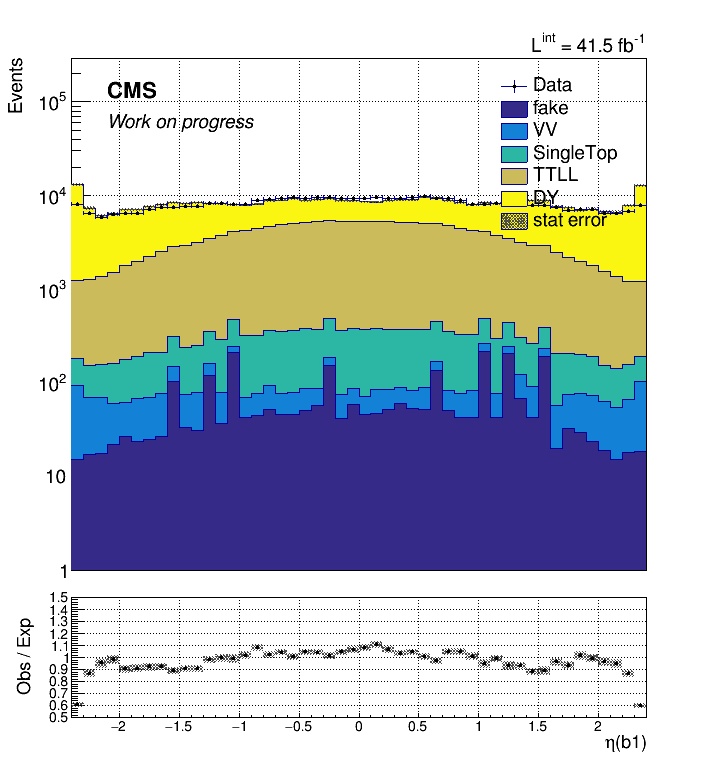 L^int = 41.5 fb^-1
Events
CMS
Work on progress
Data
fake
VV
SingleTop
TTLL
DY
stat error
10^5
10^4
10^3
10^2
10
1
Obs / Exp
1.5
1.4
1.3
1.2
1.1
1
0.9
0.8
0.7
0.6
0.5
−2 −1.5 −1 −0.5 0 0.5 1 1.5 2
η(b1)